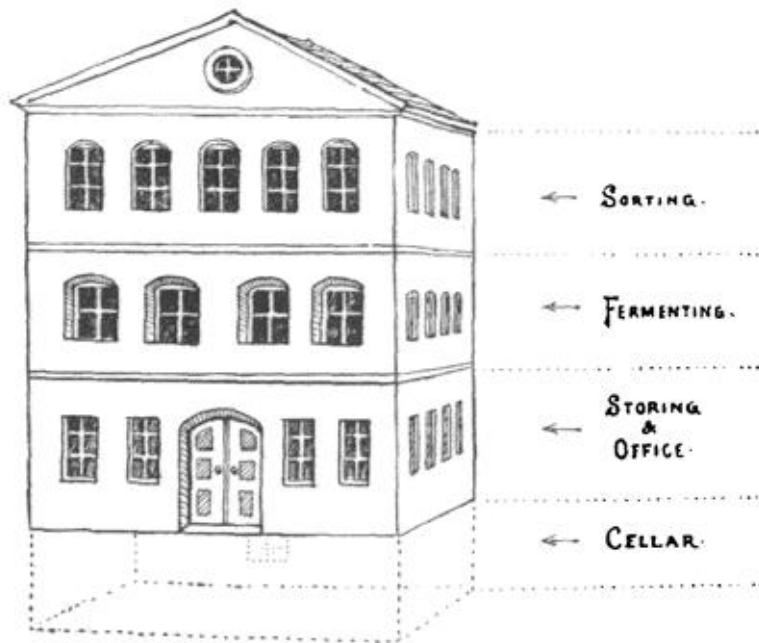 SORTING.
FERMENTING.
STORING
&
OFFICE.
CELLAR.